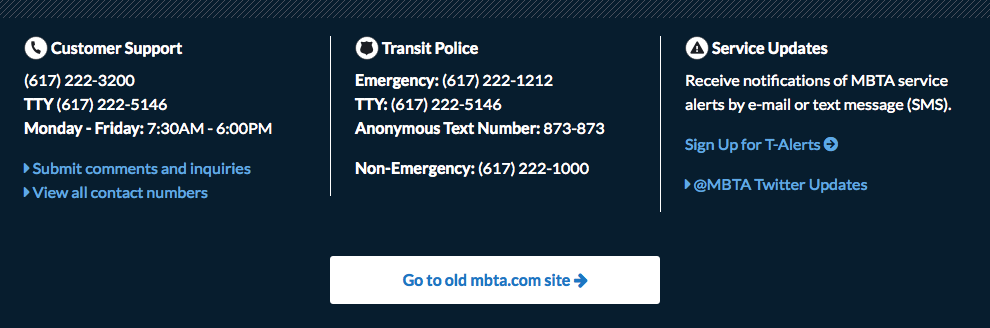 Customer Support
(617) 222-3200
TTY (617) 222-5146
Monday - Friday: 7:30AM - 6:00PM
Submit comments and inquiries
View all contact numbers
Transit Police
Emergency: (617) 222-1212
TTY: (617) 222-5146
Anonymous Text Number: 873-873
Non-Emergency: (617) 222-1000
Service Updates
Receive notifications of MBTA service
alerts by e-mail or text message (SMS).
Sign Up for T-Alerts
@MBTA Twitter Updates
Go to old mbta.com site